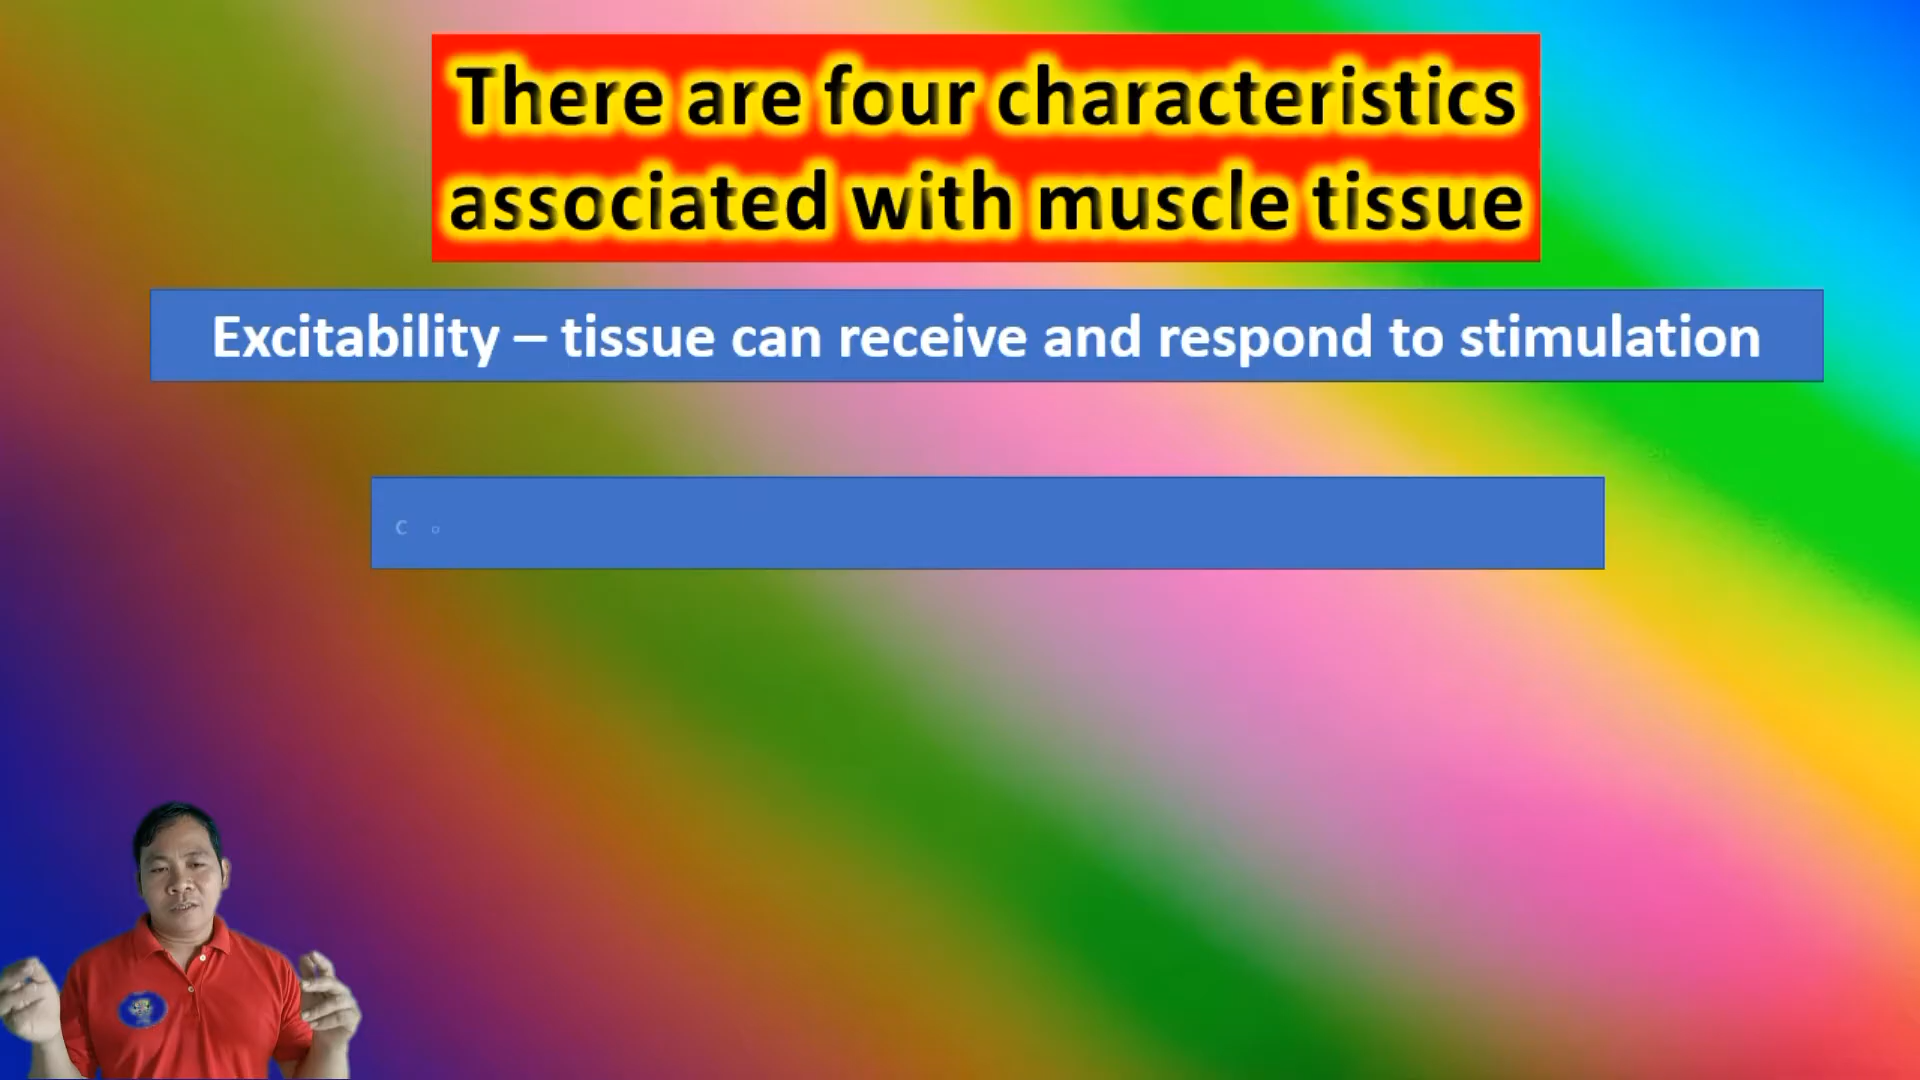 There are four characteristics
associated with muscle tissue
Excitability – tissue can receive and respond to stimulation
C o